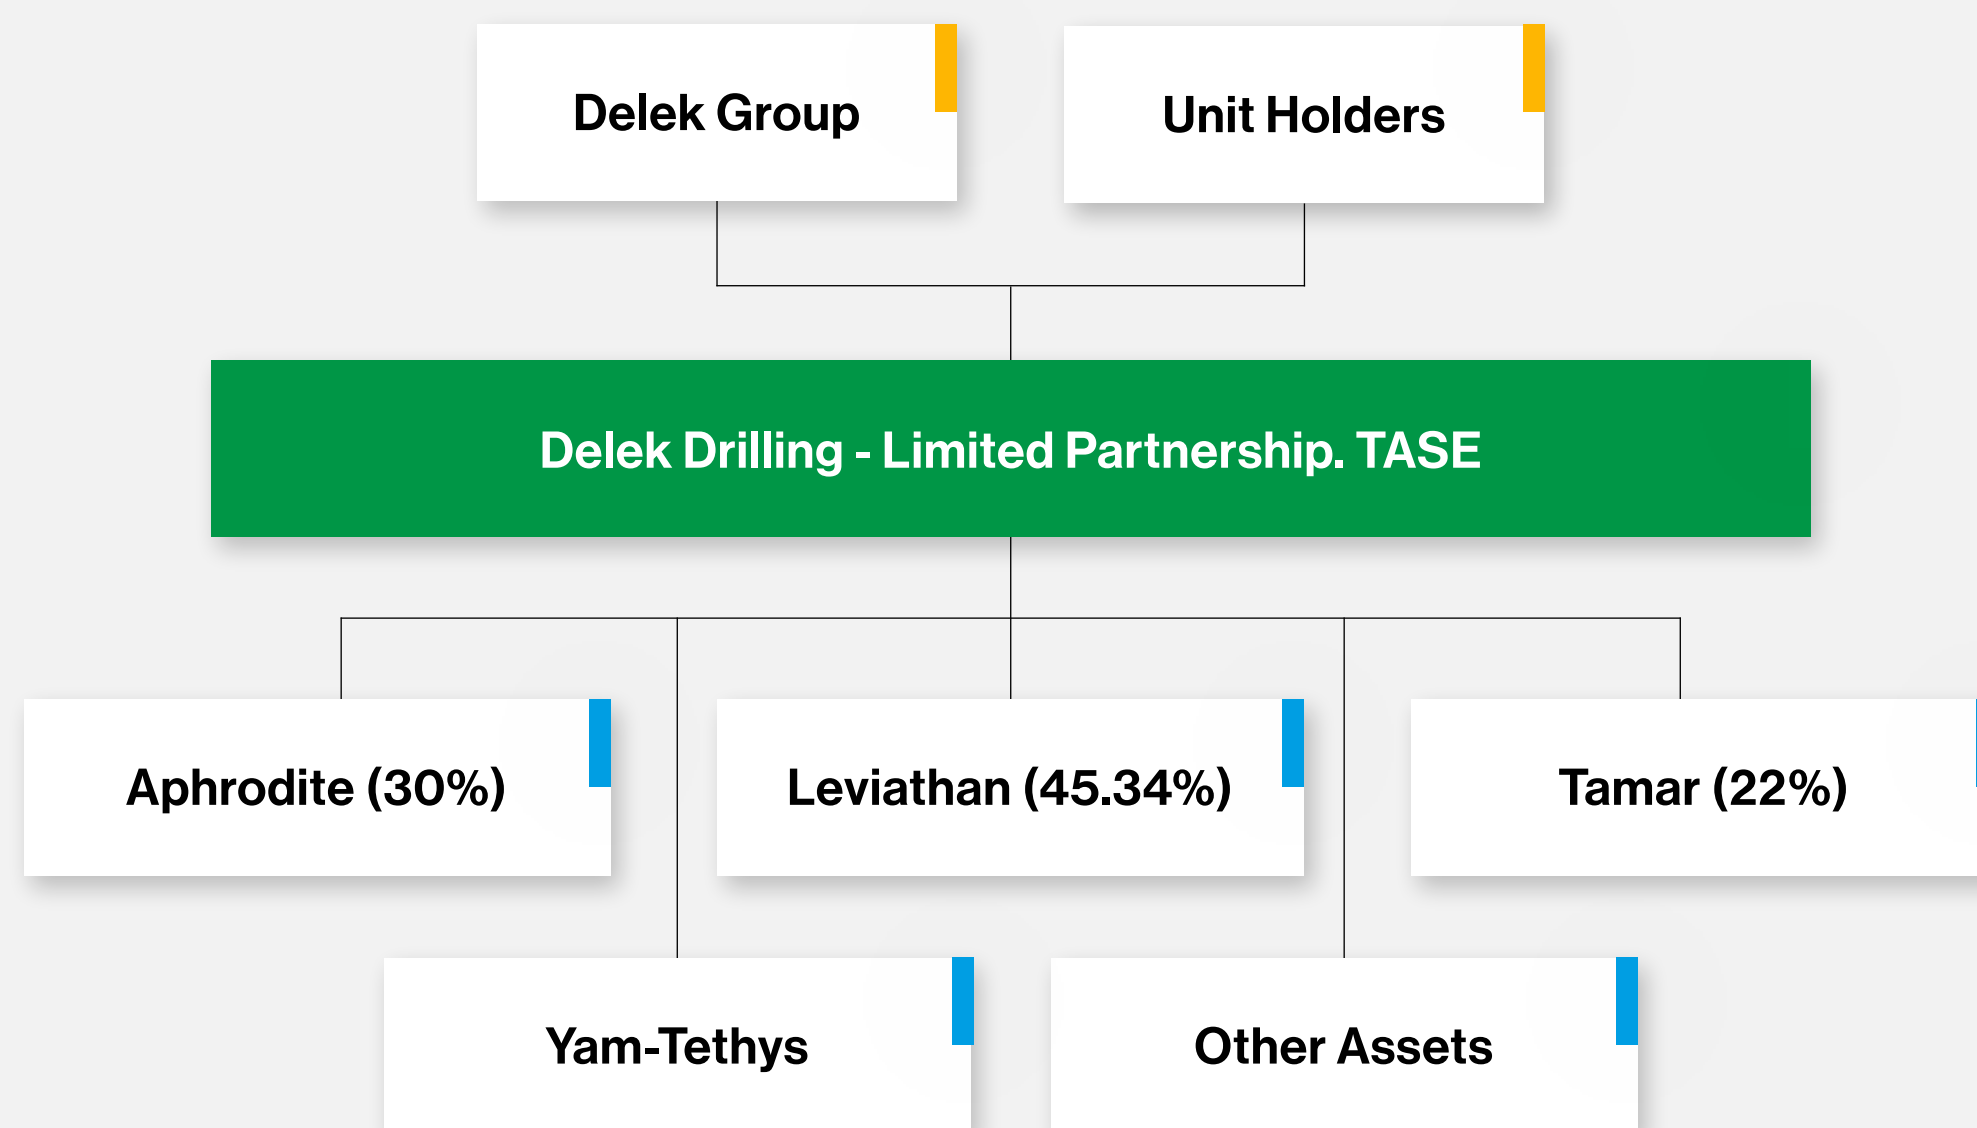 Delek Group
Unit Holders
Delek Drilling - Limited Partnership. TASE
Aphrodite (30%)
Leviathan (45.34%)
Tamar (22%)
Yam-Tethys
Other Assets